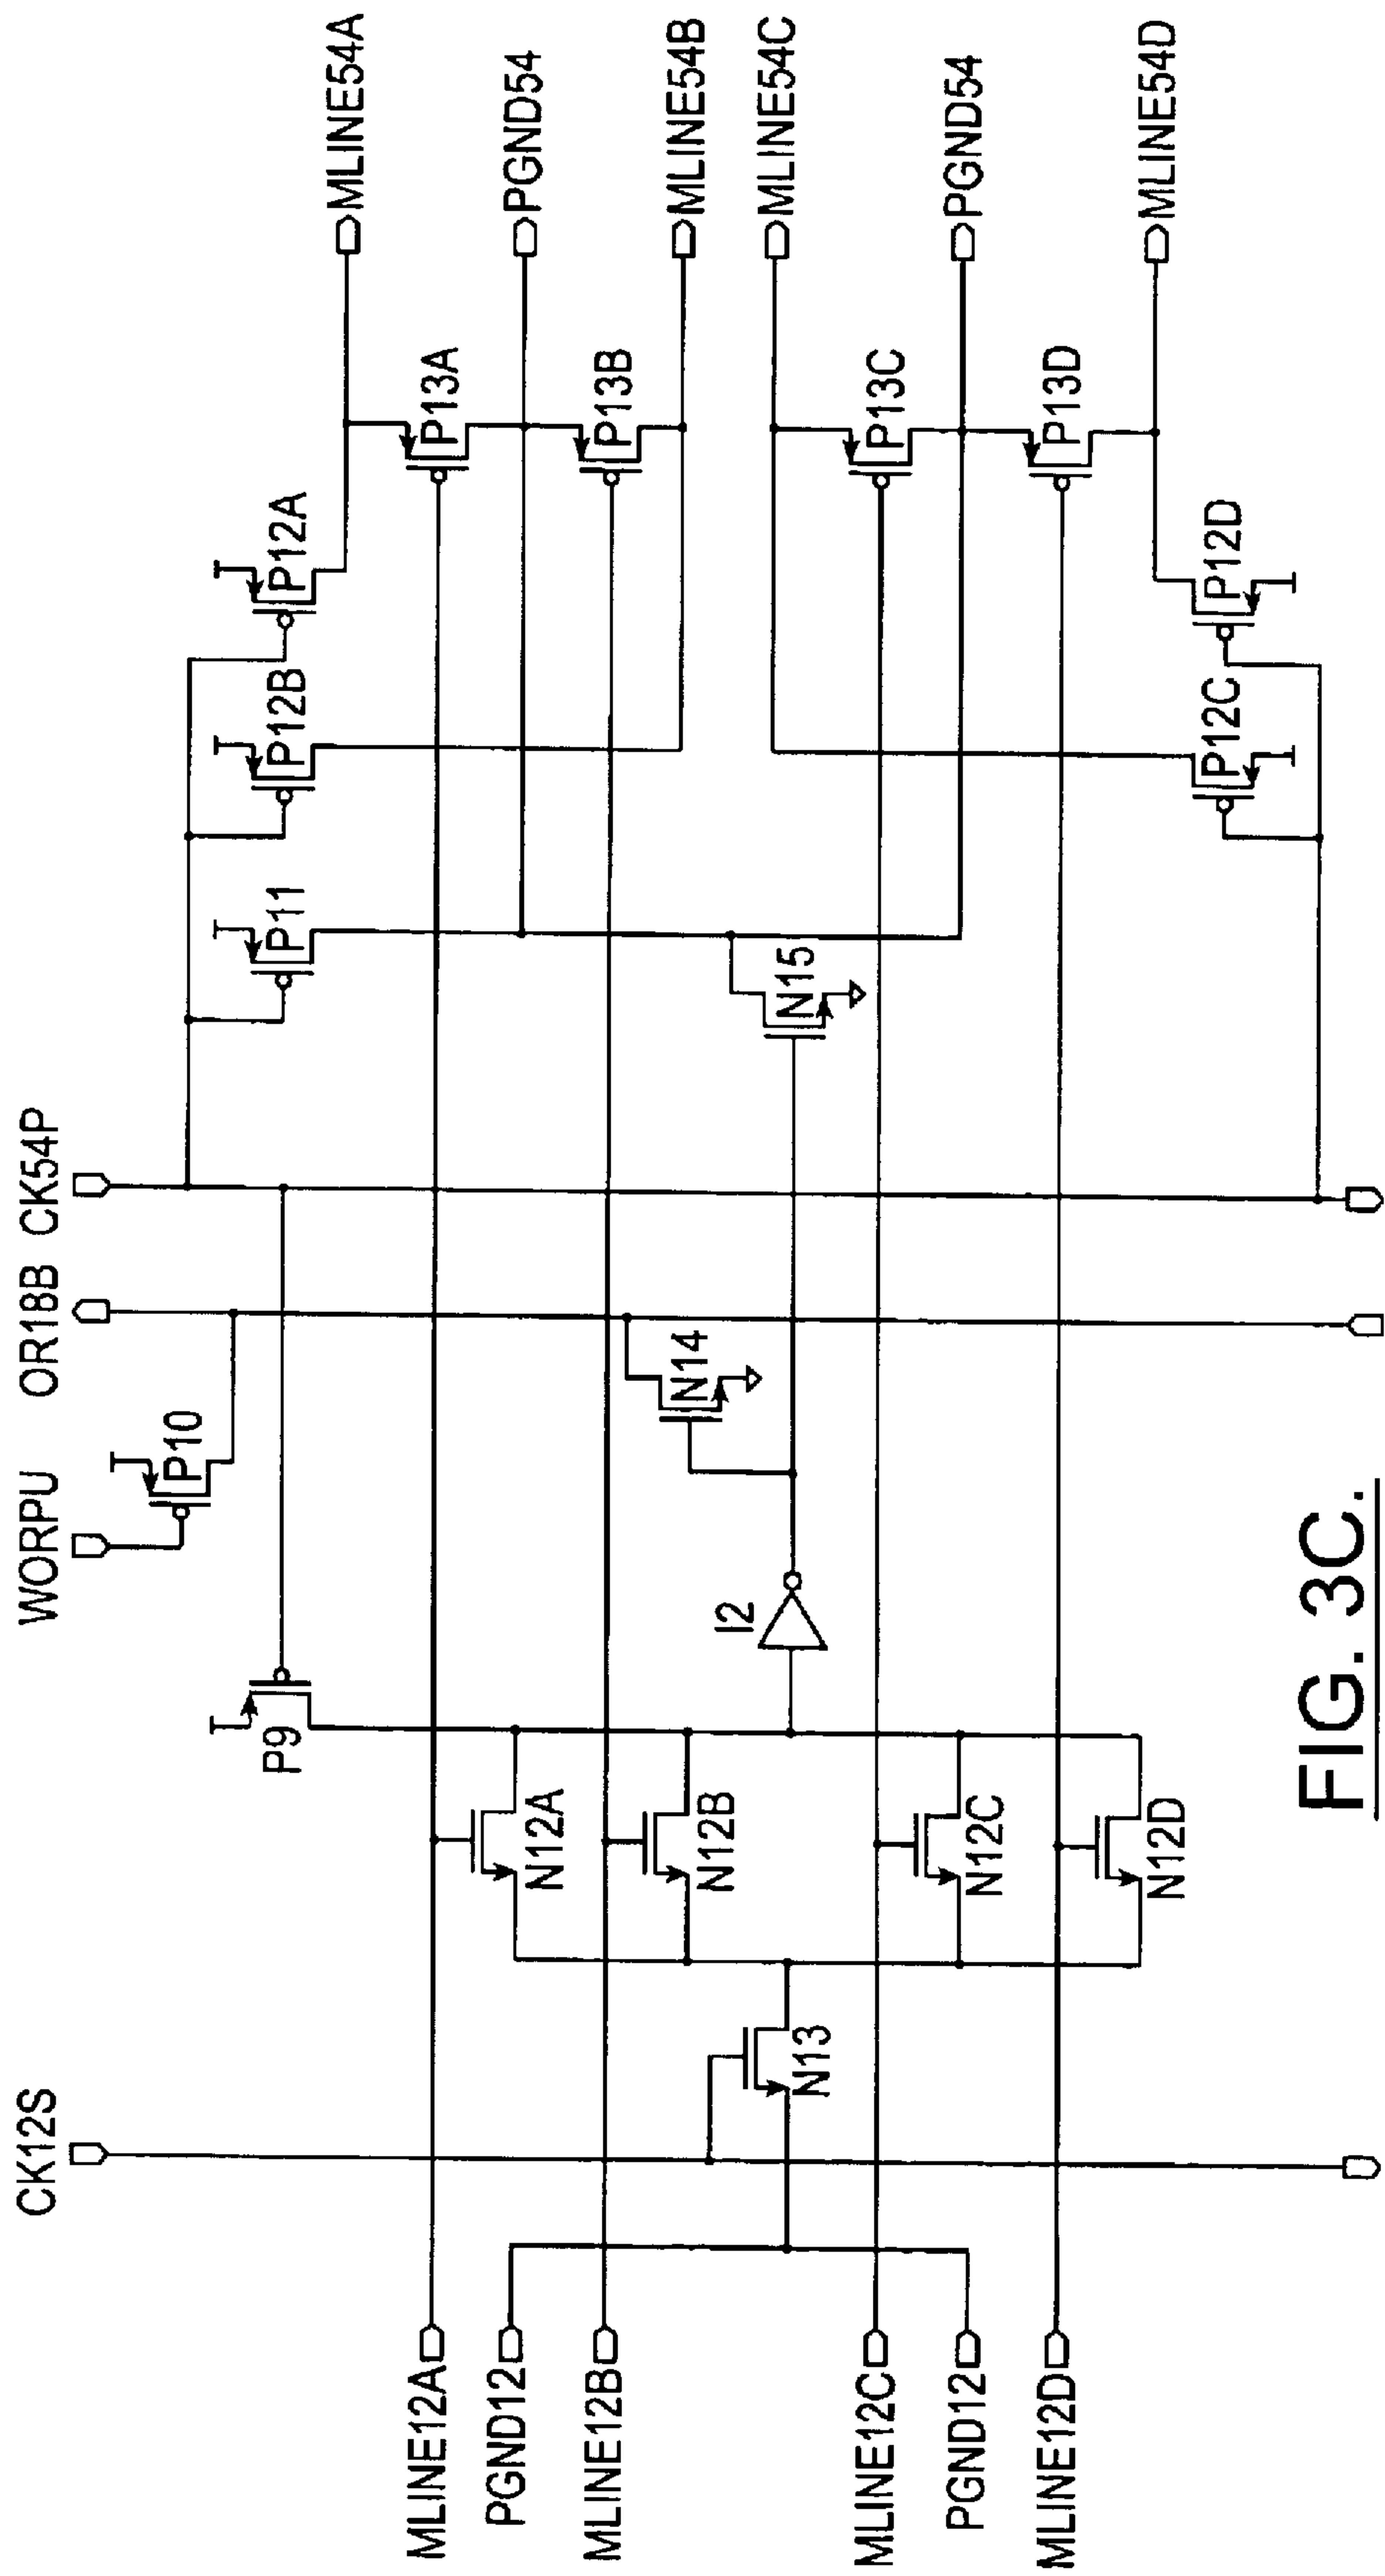 CK12S
WORPU
OR18B
CK54P
P9
P10
P11
P12B
P12A
MLINE12A
PGND12
MLINE12B
MLINE12C
PGND12
MLINE12D
N13
N12A
N12B
N12C
N12D
I2
N14
N15
P13A
P13B
P13C
P13D
P12C
P12D
MLINE54A
PGND54
MLINE54B
MLINE54C
PGND54
MLINE54D
FIG. 3C.